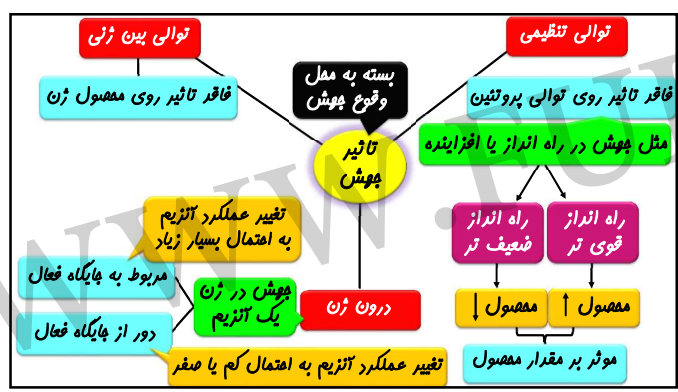 توالی تنظیمی
توالی بین ژنی
بسته به محل
وقوع جهش
فاقد تاثیر روی توالی پروتئین
فاقد تاثیر روی محصول ژن
مثل جهش در راه انداز یا افزاینده
تاثیر
جهش
راه انداز
قوی تر
راه انداز
ضعیف تر
تغییر عملکرد آنزیم
به احتمال بسیار زیاد
مربوط به جایگاه فعال
درون ژن
جهش در ژن
یک آنزیم
محصول ↑
محصول ↓
دور از جایگاه فعال
موثر بر مقدار محصول
تغییر عملکرد آنزیم به احتمال کم یا صفر
WWW.FU